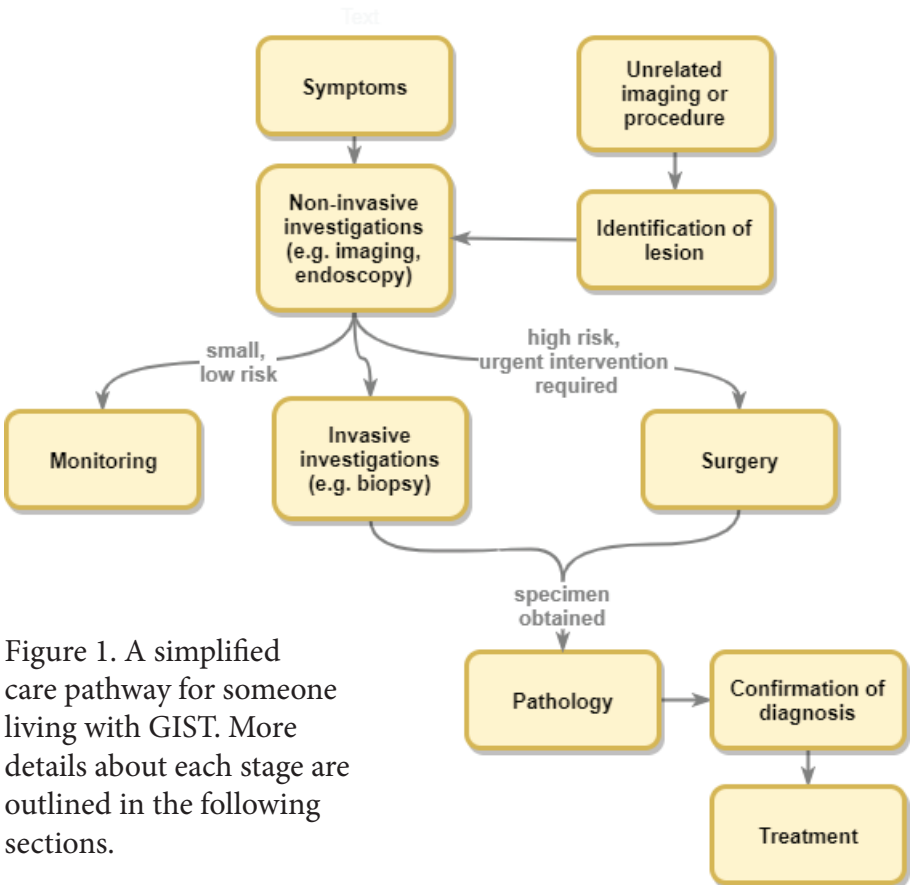 Text
Symptoms
Unrelated
imaging or
procedure
Non-invasive
investigations
(e.g. imaging,
endoscopy)
Identification of
lesion
small,
low risk
high risk,
urgent intervention
required
Monitoring
Invasive
investigations
(e.g. biopsy)
Surgery
specimen
obtained
Pathology
Confirmation of
diagnosis
Treatment
Figure 1. A simplified
care pathway for someone
living with GIST. More
details about each stage are
outlined in the following
sections.